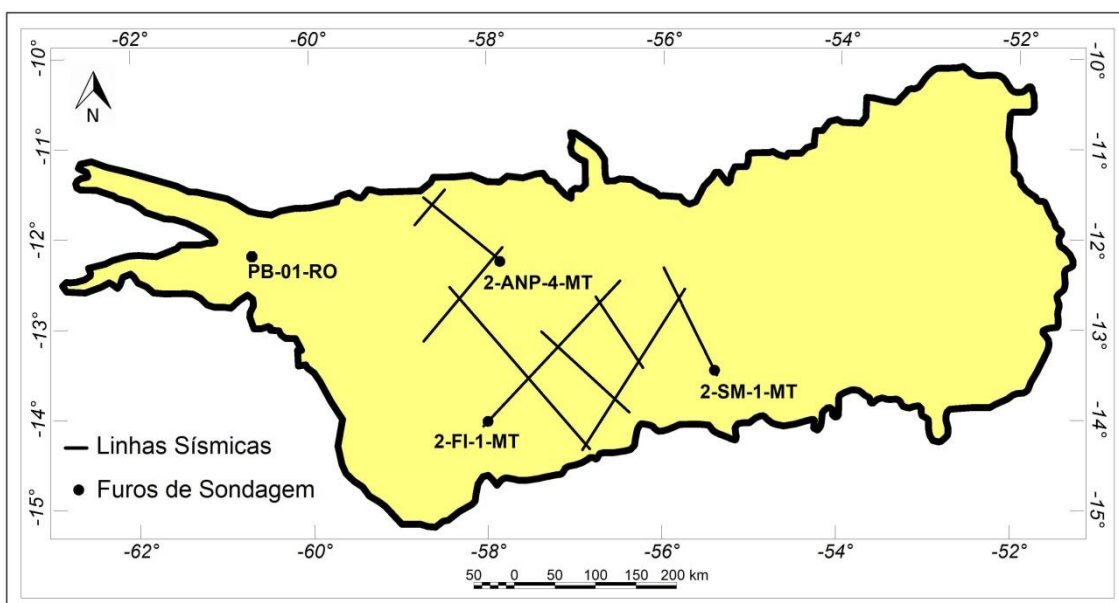 -62° -60° -58° -56° -54° -52°
-10° -10°
N
-11° -11°
-12° -12°
PB-01-RO
2-ANP-4-MT
-13° -13°
2-SM-1-MT
-14° -14°
2-FI-1-MT
Linhas Sísmicas
Furos de Sondagem
-15° -15°
-62° -60° -58° -56° -54° -52°
50 0 50 100 150 200 km